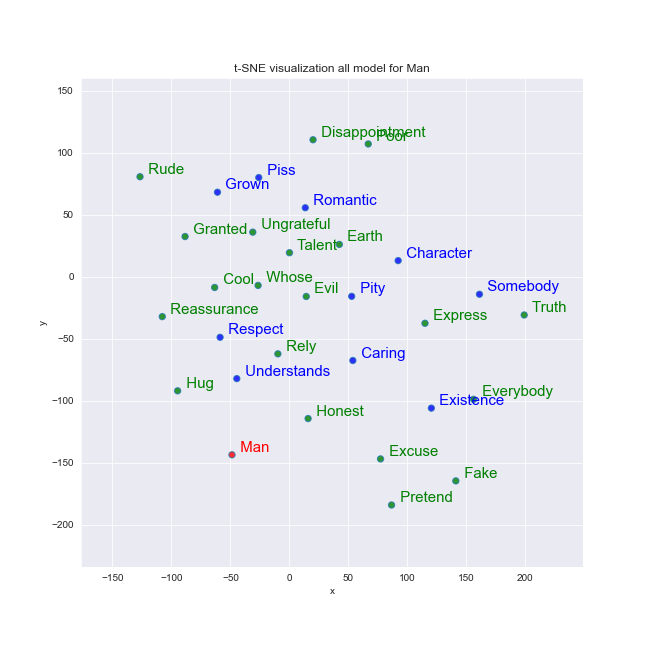 t-SNE visualization all model for Man
150
Disappointment
Poor
100
Rude
Piss
Grown
Romantic
50
Ungrateful
Granted
Earth
Talent
Character
0
Cool
Whose
Evil
Pity
Somebody
Reassurance
Truth
Express
y
−50
Respect
Rely
Caring
Understands
Hug
Everybody
−100
Existence
Honest
Man
Excuse
−150
Fake
Pretend
−200
−150
−100
−50
0
50
100
150
200
x